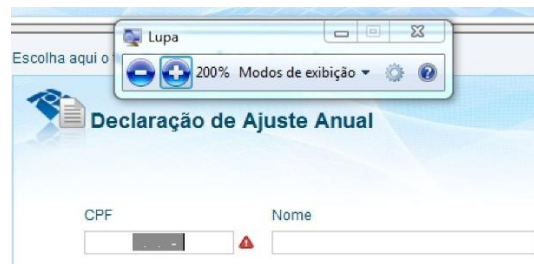 Lupa
Escolha aqui o
200% Modos de exibição
Declaração de Ajuste Anual
CPF
Nome
. . -